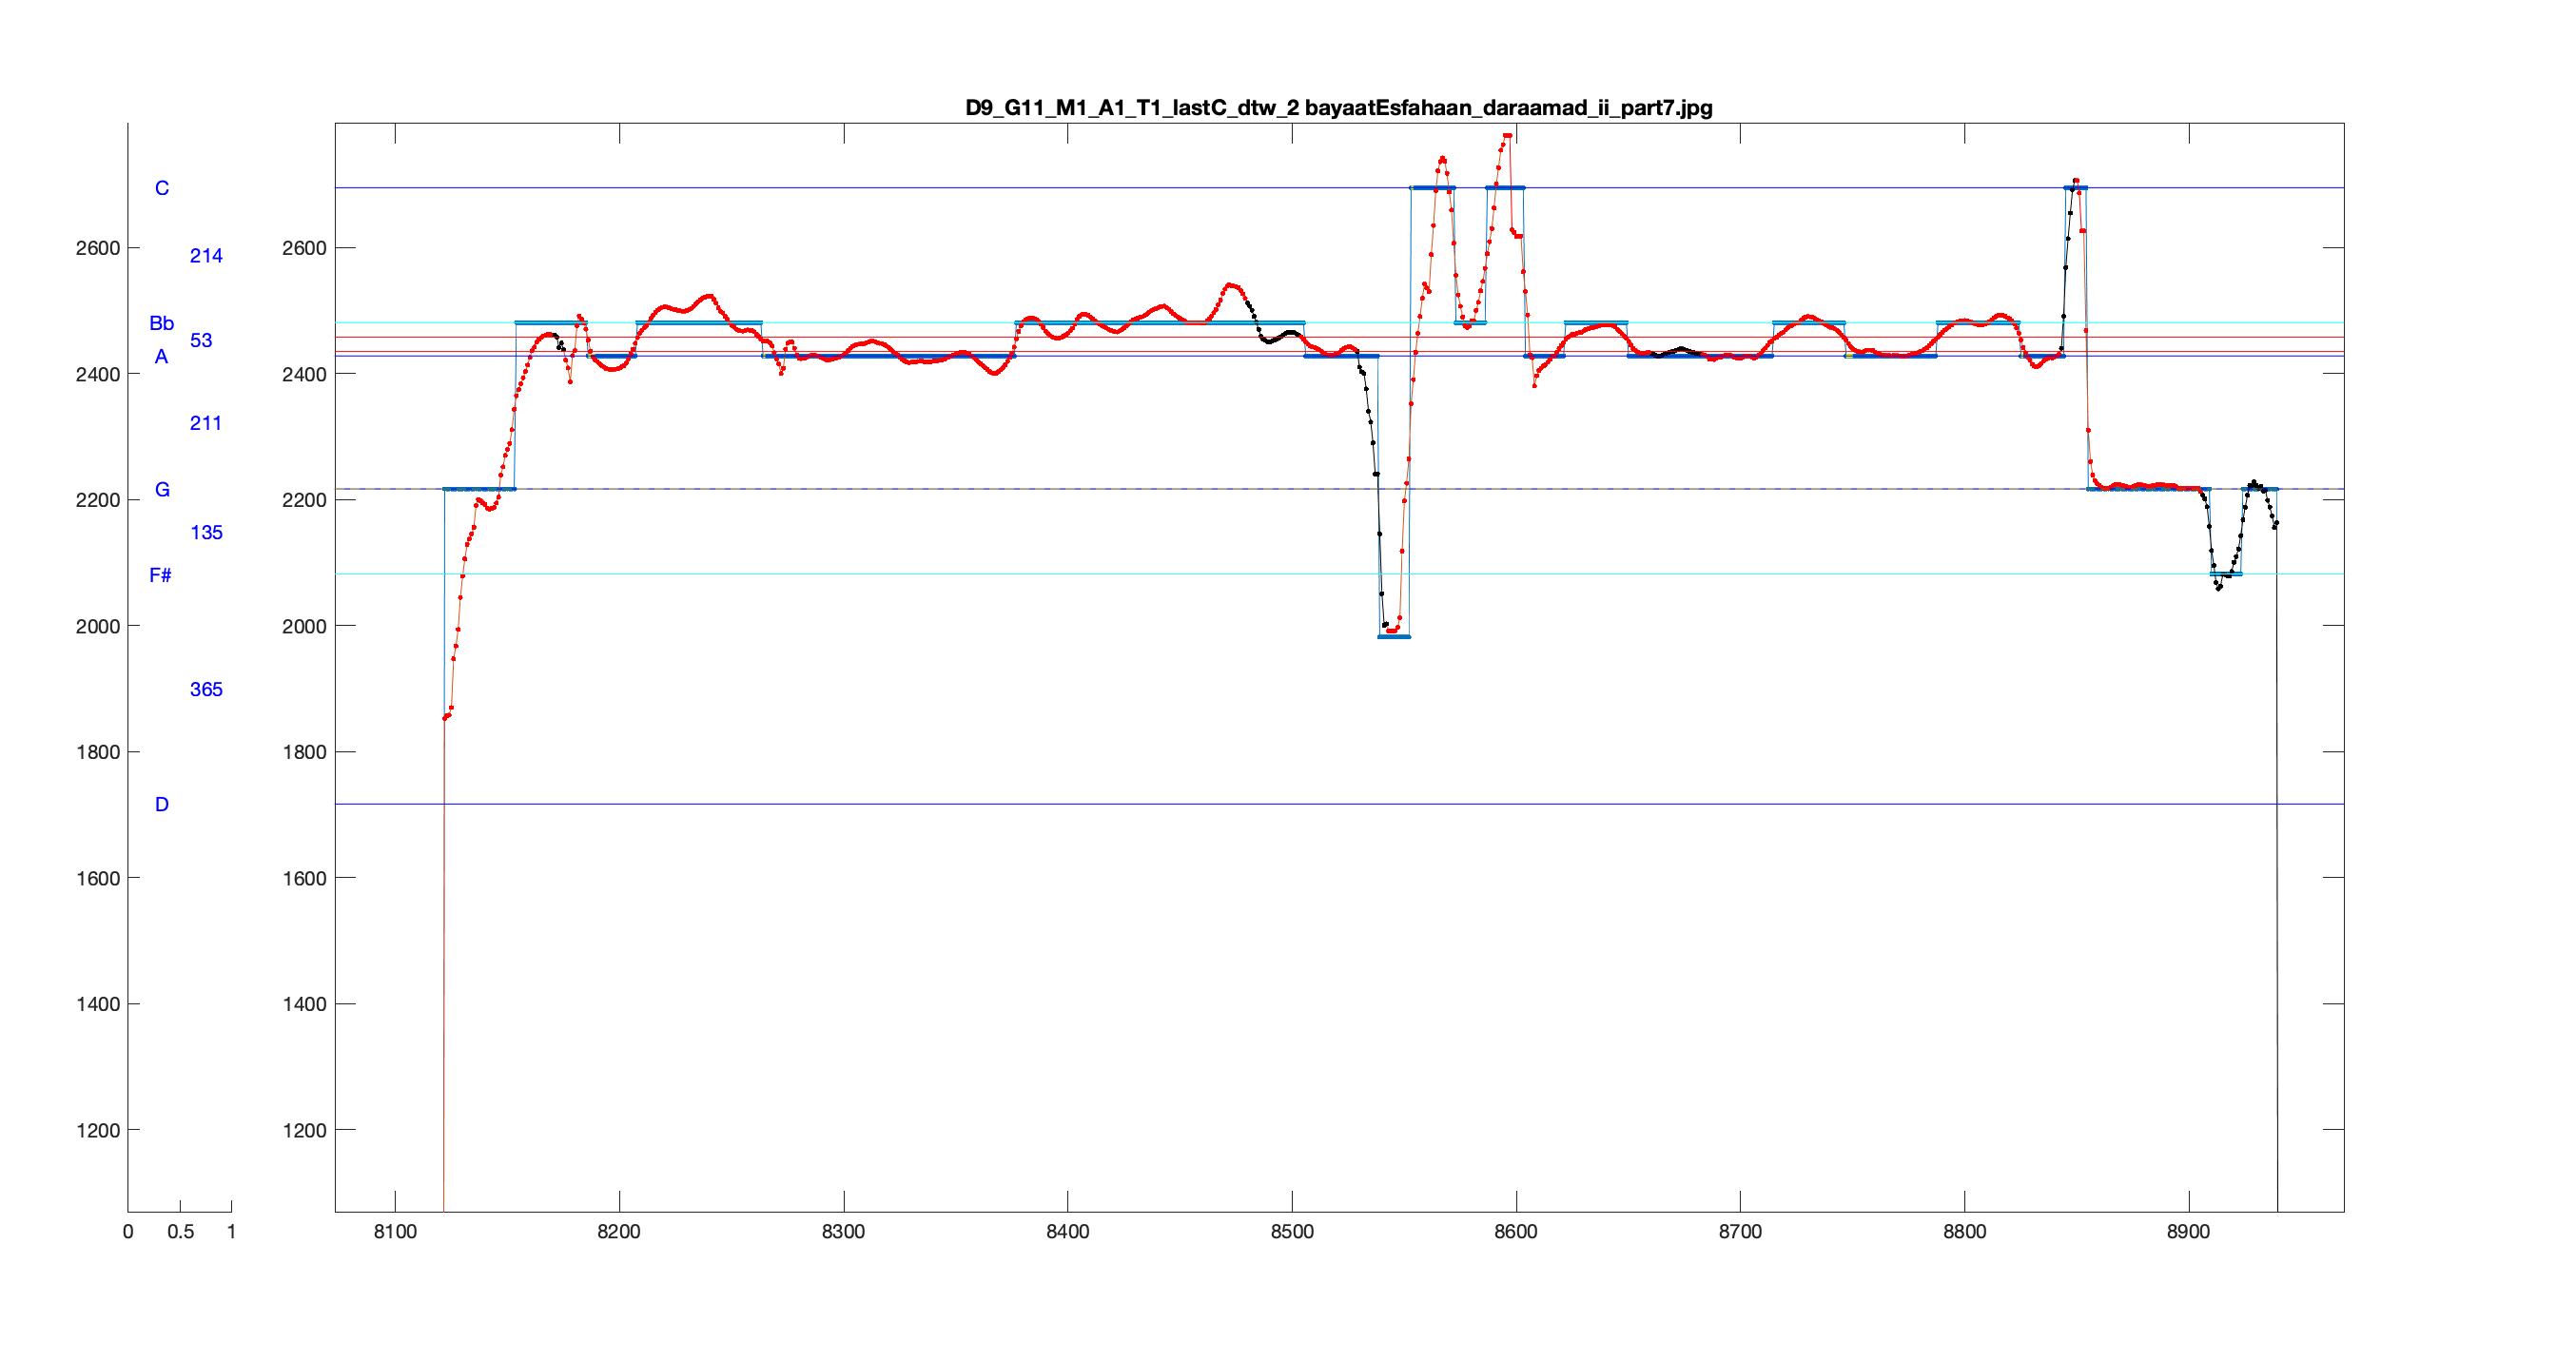 D9_G11_M1_A1_T1_lastC_dtw_2 bayaatEsfahaan_daraamad_ii_part7.jpg
C
2600 214 2600
Bb
53
A
2400 2400
211
G
2200 2200
135
F#
2000 2000
365
1800 1800
D
1600 1600
1400 1400
1200 1200
0 0.5 1 8100 8200 8300 8400 8500 8600 8700 8800 8900